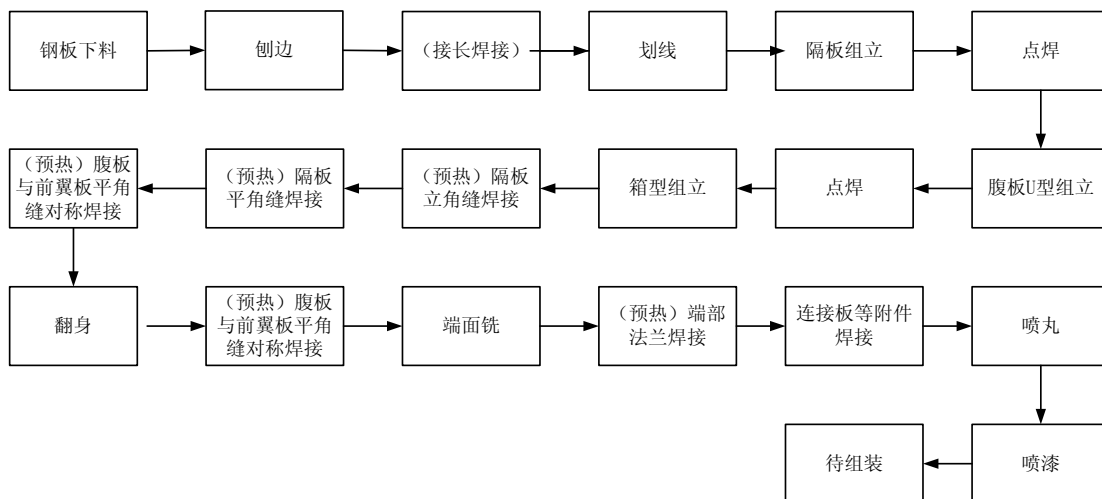 钢板下料
刨边
（接长焊接）
划线
隔板组立
点焊
腹板U型组立
点焊
箱型组立
（预热）隔板
立角缝焊接
（预热）隔板
平角缝焊接
（预热）腹板
与前翼板平角
缝对称焊接
翻身
（预热）腹板
与前翼板平角
缝对称焊接
端面铣
（预热）端部
法兰焊接
连接板等附件
焊接
喷丸
喷漆
待组装